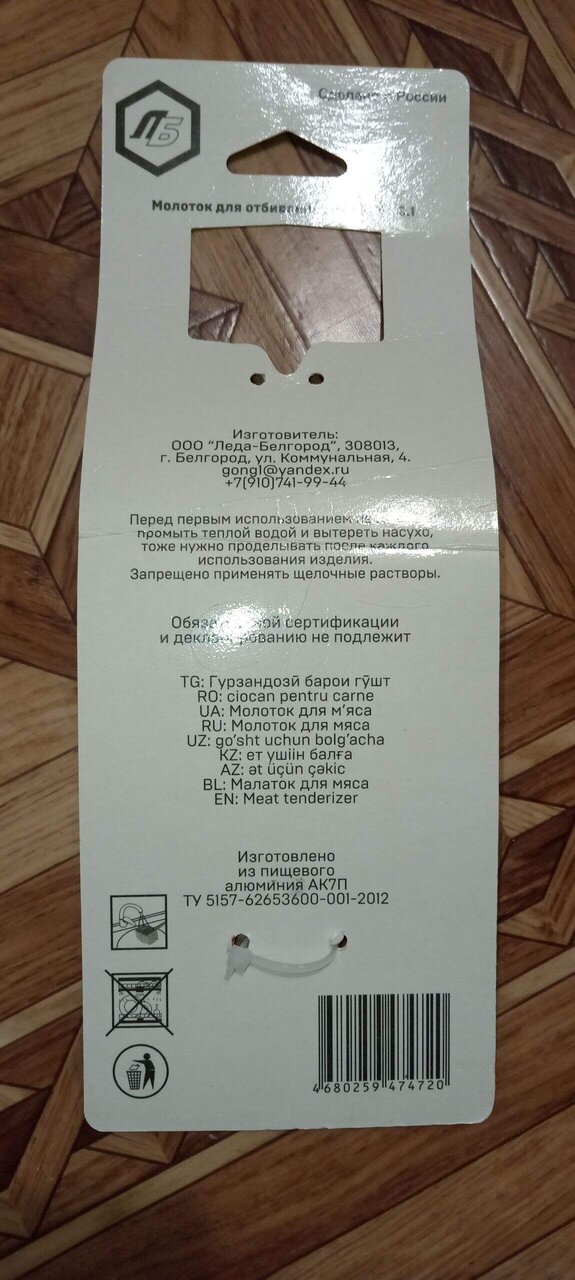 ЛБ
Сделано в России
Молоток для отбивания
Изготовитель:
ООО "Леда-Белгород", 308013,
г. Белгород, ул. Коммунальная, 4.
gong1@yandex.ru
+7(910)741-99-44
Перед первым использованием
промыть теплой водой и вытереть насухо,
тоже нужно проделывать после каждого
использования изделия.
Запрещено применять щелочные растворы.
Обязательной сертификации
и декларированию не подлежит
TG: Гурзандозӣ барои гӯшт
RO: ciocan pentru carne
UA: Молоток для м'яса
RU: Молоток для мяса
UZ: go'sht uchun bolg'acha
KZ: ет үшіін балға
AZ: ət üçün çəkic
BL: Малаток для мяса
EN: Meat tenderizer
Изготовлено
из пищевого
алюминия АК7П
ТУ 5157-62653600-001-2012
4680259 474720